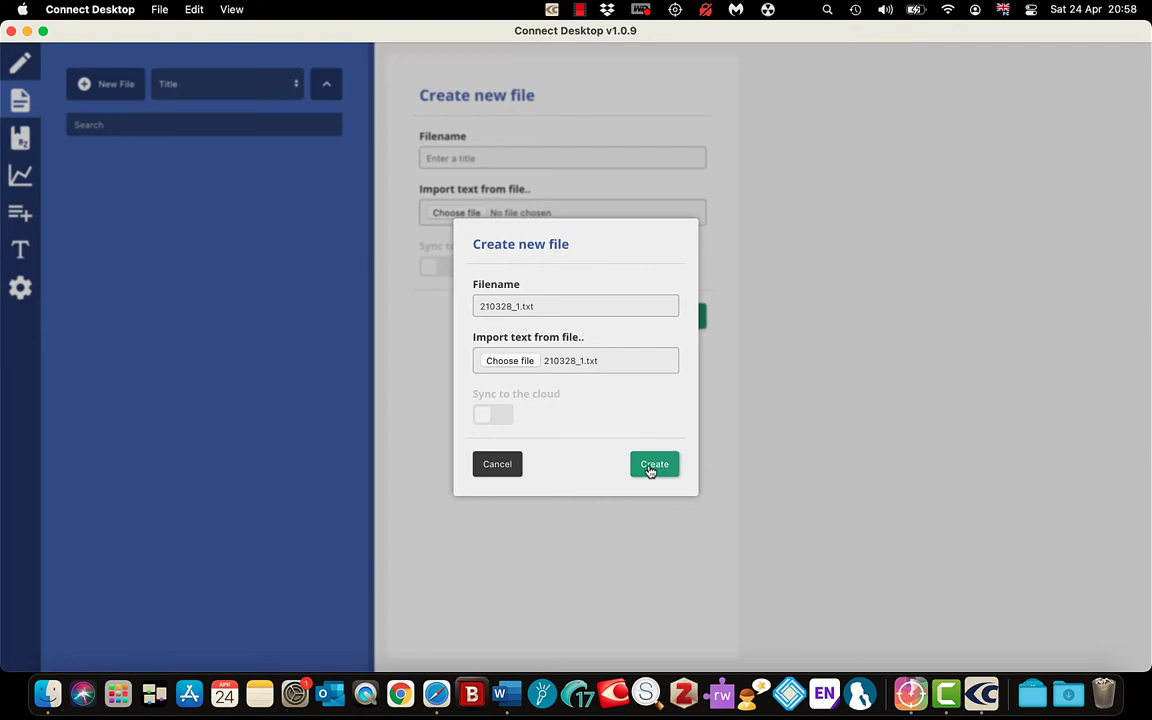 Connect Desktop File Edit View Sat 24 Apr 20:58
Connect Desktop v1.0.9
New File Title
Search
Create new file
Filename
Enter a title
Import text from file..
Choose file No file chosen
Create new file
Filename
210328_1.txt
Import text from file..
Choose file 210328_1.txt
Sync to the cloud
Cancel Create
APR
24
17
EN